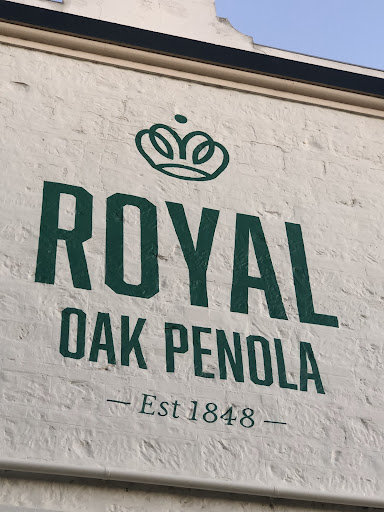 ROYAL
OAK PENOLA
— Est 1848 —